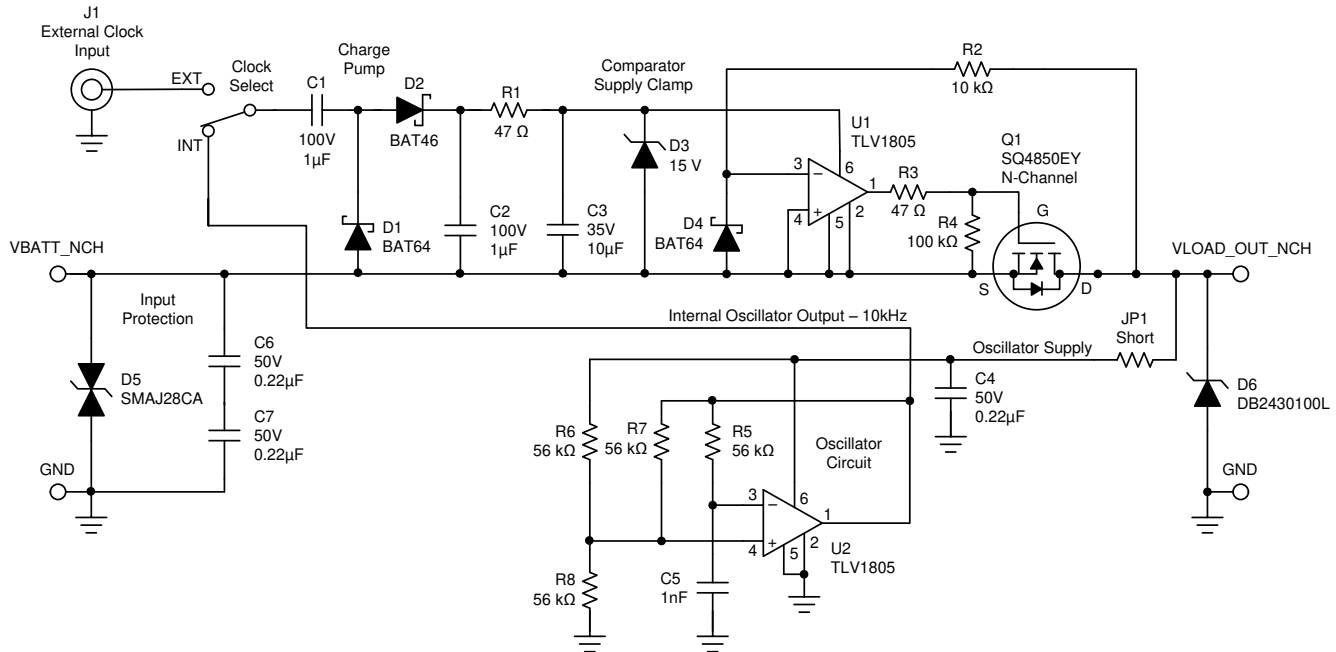 J1
External Clock
Input
EXT
Clock
Select
INT
C1
100V
1µF
Charge
Pump
D2
BAT46
R1
47 Ω
D1
BAT64
C2
100V
1µF
C3
35V
10µF
Comparator
Supply Clamp
D3
15 V
R2
10 kΩ
U1
TLV1805
3
4
6
5
2
1
D4
BAT64
R3
47 Ω
R4
100 kΩ
Q1
SQ4850EY
N-Channel
G
S
D
VBATT_NCH
VLOAD_OUT_NCH
Input
Protection
D5
SMAJ28CA
C6
50V
0.22µF
C7
50V
0.22µF
GND
Internal Oscillator Output – 10kHz
Oscillator Supply
JP1
Short
C4
50V
0.22µF
D6
DB2430100L
GND
R6
56 kΩ
R7
56 kΩ
R5
56 kΩ
Oscillator
Circuit
3
4
6
5
2
1
U2
TLV1805
R8
56 kΩ
C5
1nF